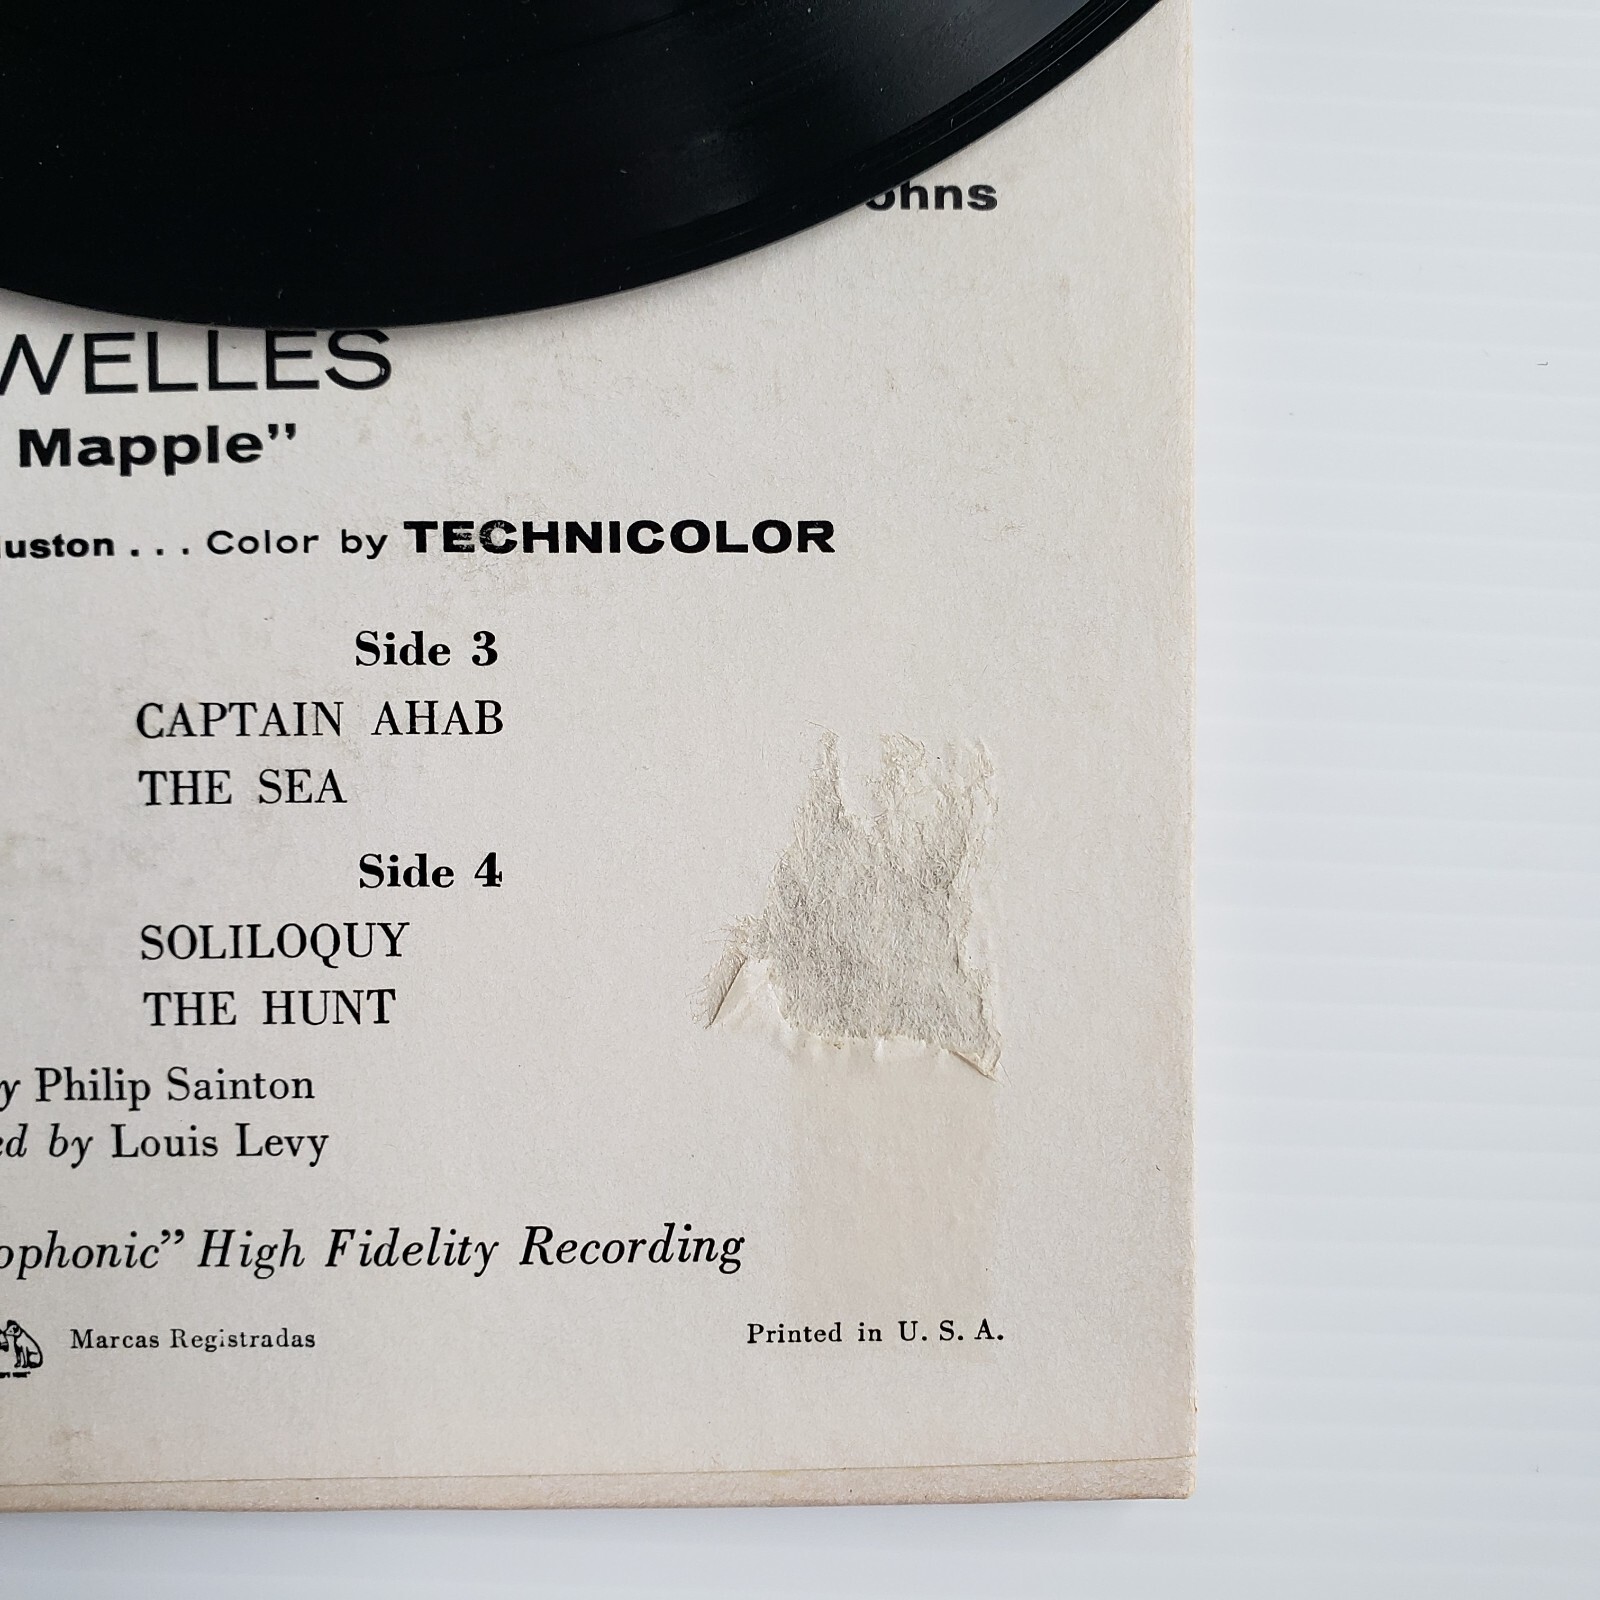 ohns
WELLES
Mapple”
uston . . . Color by TECHNICOLOR
Side 3
CAPTAIN AHAB
THE SEA
Side 4
SOLILOQUY
THE HUNT
y Philip Sainton
ed by Louis Levy
ophonic” High Fidelity Recording
Marcas Registradas
Printed in U. S. A.